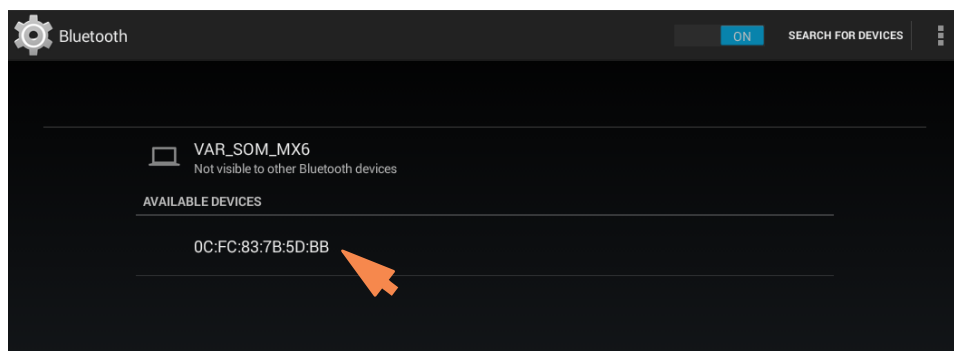 Bluetooth
ON
SEARCH FOR DEVICES
VAR_SOM_MX6
Not visible to other Bluetooth devices
AVAILABLE DEVICES
0C:FC:83:7B:5D:BB